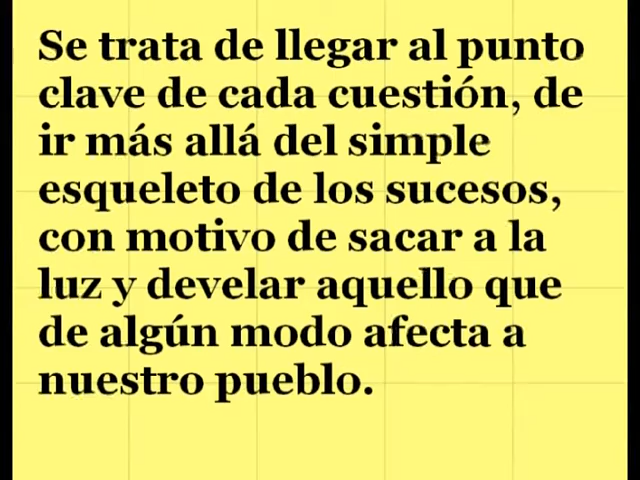 Se trata de llegar al punto
clave de cada cuestión, de
ir más allá del simple
esqueleto de los sucesos,
con motivo de sacar a la
luz y develar aquello que
de algún modo afecta a
nuestro pueblo.